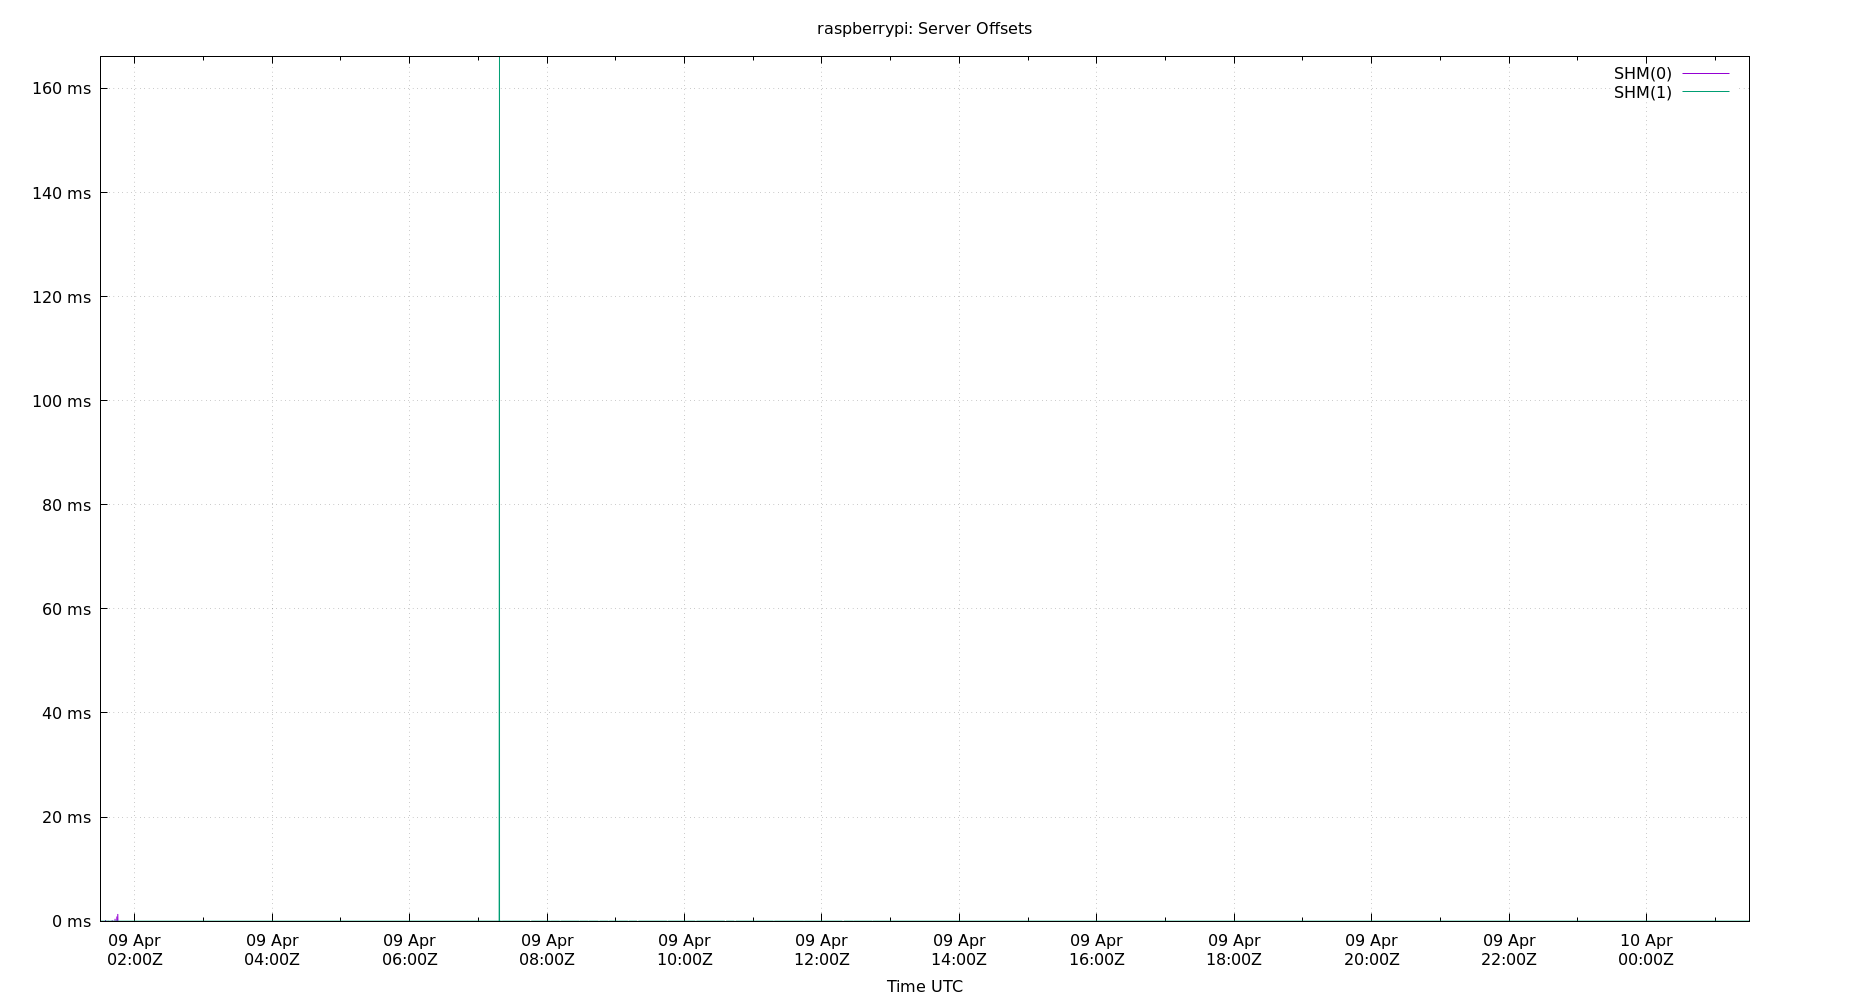 raspberrypi: Server Offsets
SHM(0)
SHM(1)
160 ms
140 ms
120 ms
100 ms
80 ms
60 ms
40 ms
20 ms
0 ms
09 Apr 09 Apr 09 Apr 09 Apr 09 Apr 09 Apr 09 Apr 09 Apr 09 Apr 09 Apr 09 Apr 10 Apr
02:00Z 04:00Z 06:00Z 08:00Z 10:00Z 12:00Z 14:00Z 16:00Z 18:00Z 20:00Z 22:00Z 00:00Z
Time UTC